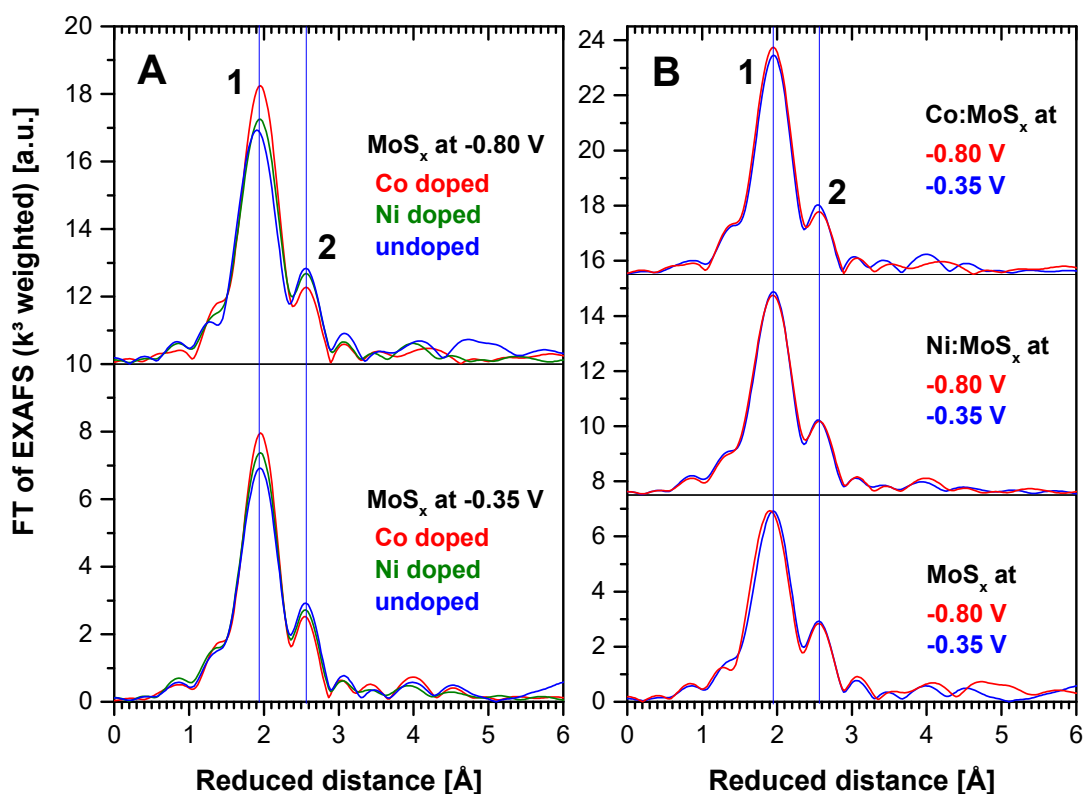 FT of EXAFS (k³ weighted) [a.u.]
A
1
2
MoSₓ at -0.80 V
Co doped
Ni doped
undoped
MoSₓ at -0.35 V
Co doped
Ni doped
undoped
20
18
16
14
12
10
8
6
4
2
0
0 1 2 3 4 5 6
Reduced distance [Å]
B
1
2
Co:MoSₓ at
-0.80 V
-0.35 V
Ni:MoSₓ at
-0.80 V
-0.35 V
MoSₓ at
-0.80 V
-0.35 V
24
22
20
18
16
14
12
10
8
6
4
2
0
0 1 2 3 4 5 6
Reduced distance [Å]